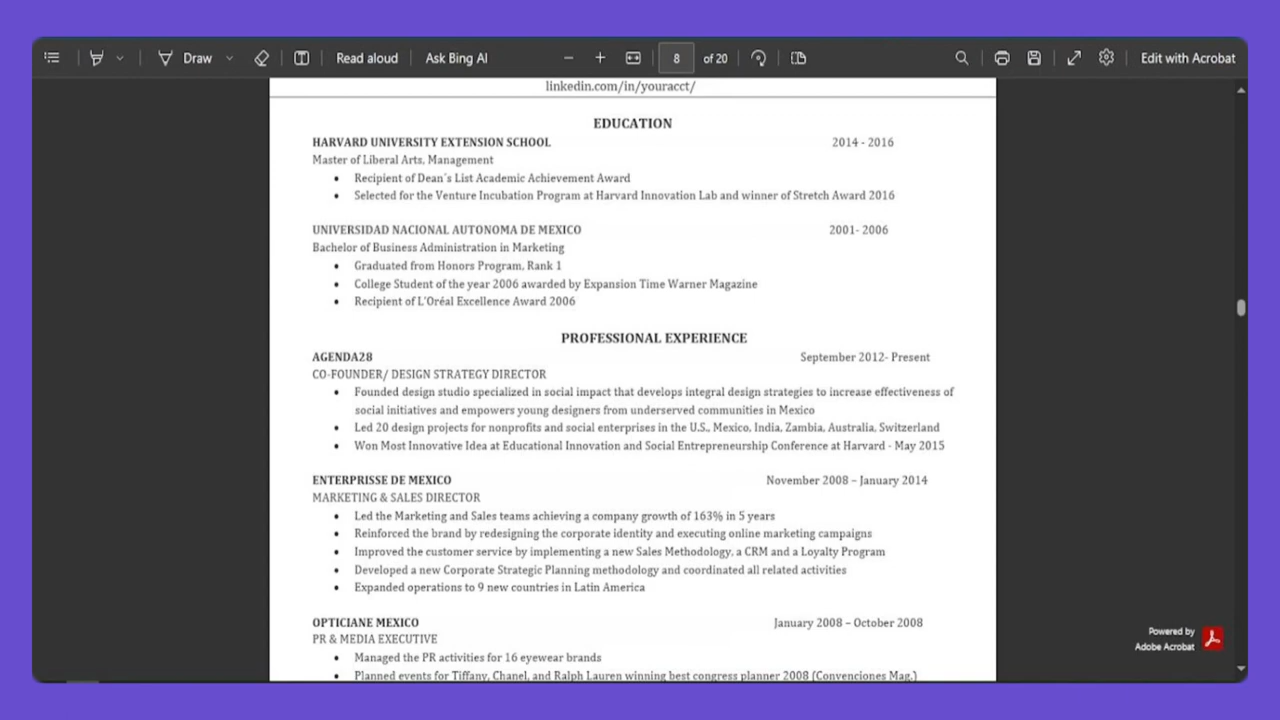 Draw
Read aloud
Ask Bing AI
8 of 20
Edit with Acrobat
linkedin.com/in/youracct/
EDUCATION
HARVARD UNIVERSITY EXTENSION SCHOOL 2014 - 2016
Master of Liberal Arts, Management
• Recipient of Dean´s List Academic Achievement Award
• Selected for the Venture Incubation Program at Harvard Innovation Lab and winner of Stretch Award 2016
UNIVERSIDAD NACIONAL AUTONOMA DE MEXICO 2001- 2006
Bachelor of Business Administration in Marketing
• Graduated from Honors Program, Rank 1
• College Student of the year 2006 awarded by Expansion Time Warner Magazine
• Recipient of L'Oréal Excellence Award 2006
PROFESSIONAL EXPERIENCE
AGENDA28 September 2012- Present
CO-FOUNDER/ DESIGN STRATEGY DIRECTOR
• Founded design studio specialized in social impact that develops integral design strategies to increase effectiveness of
social initiatives and empowers young designers from underserved communities in Mexico
• Led 20 design projects for nonprofits and social enterprises in the U.S., Mexico, India, Zambia, Australia, Switzerland
• Won Most Innovative Idea at Educational Innovation and Social Entrepreneurship Conference at Harvard - May 2015
ENTERPRISSE DE MEXICO November 2008 – January 2014
MARKETING & SALES DIRECTOR
• Led the Marketing and Sales teams achieving a company growth of 163% in 5 years
• Reinforced the brand by redesigning the corporate identity and executing online marketing campaigns
• Improved the customer service by implementing a new Sales Methodology, a CRM and a Loyalty Program
• Developed a new Corporate Strategic Planning methodology and coordinated all related activities
• Expanded operations to 9 new countries in Latin America
OPTICIANE MEXICO January 2008 – October 2008
PR & MEDIA EXECUTIVE
• Managed the PR activities for 16 eyewear brands
• Planned events for Tiffany, Chanel, and Ralph Lauren winning best congress planner 2008 (Convenciones Mag.)
Powered by
Adobe Acrobat